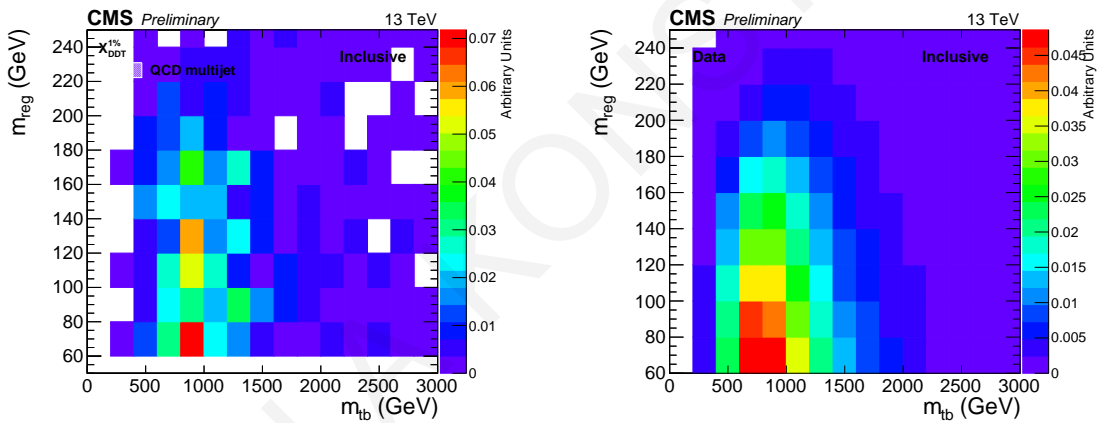 CMS Preliminary 13 TeV
X 1% DDT
QCD multijet
Inclusive
m_reg (GeV)
240
220
200
180
160
140
120
100
80
60
0 500 1000 1500 2000 2500 3000
m_tb (GeV)
0.07
0.06
0.05
0.04
0.03
0.02
0.01
0
Arbitrary Units
CMS Preliminary 13 TeV
Data
Inclusive
m_reg (GeV)
240
220
200
180
160
140
120
100
80
60
0 500 1000 1500 2000 2500 3000
m_tb (GeV)
0.045
0.04
0.035
0.03
0.025
0.02
0.015
0.01
0.005
0
Arbitrary Units